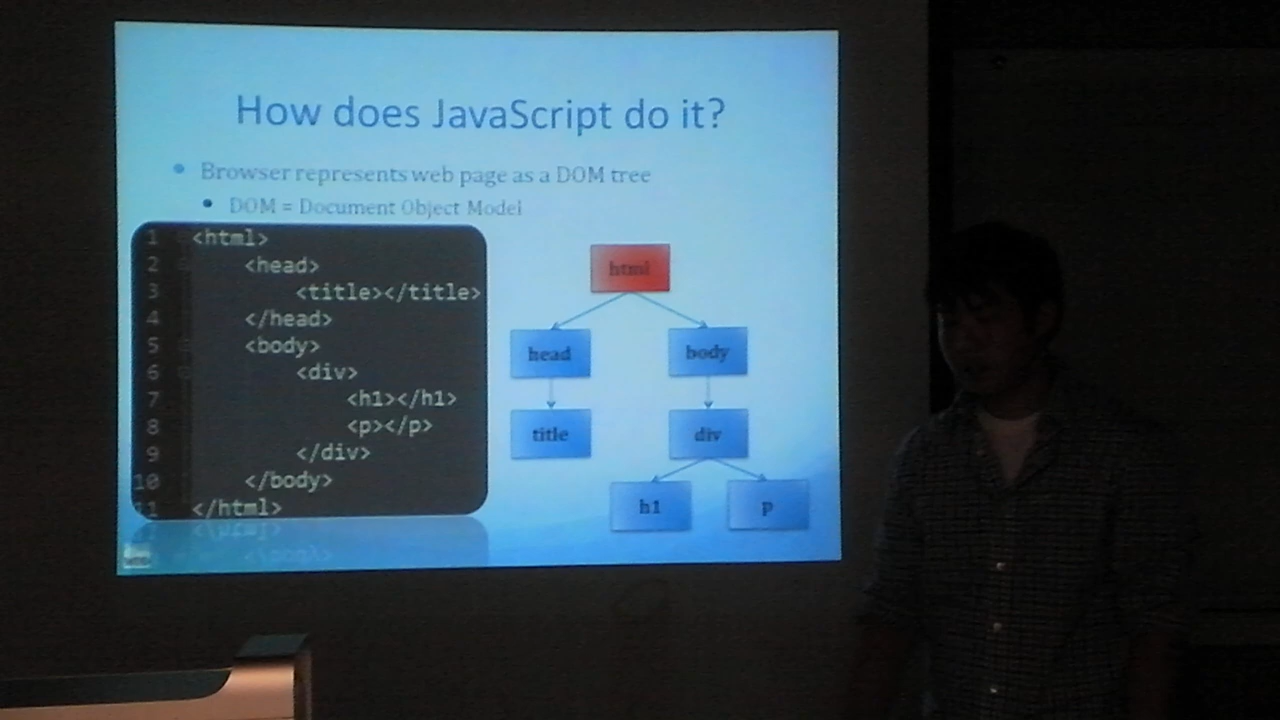 How does JavaScript do it?
Browser represents web page as a DOM tree
DOM = Document Object Model
1 <html>
2 <head>
3 <title></title>
4 </head>
5 <body>
6 <div>
7 <h1></h1>
8 <p></p>
9 </div>
10 </body>
11 </html>
html
head body
title div
h1 p